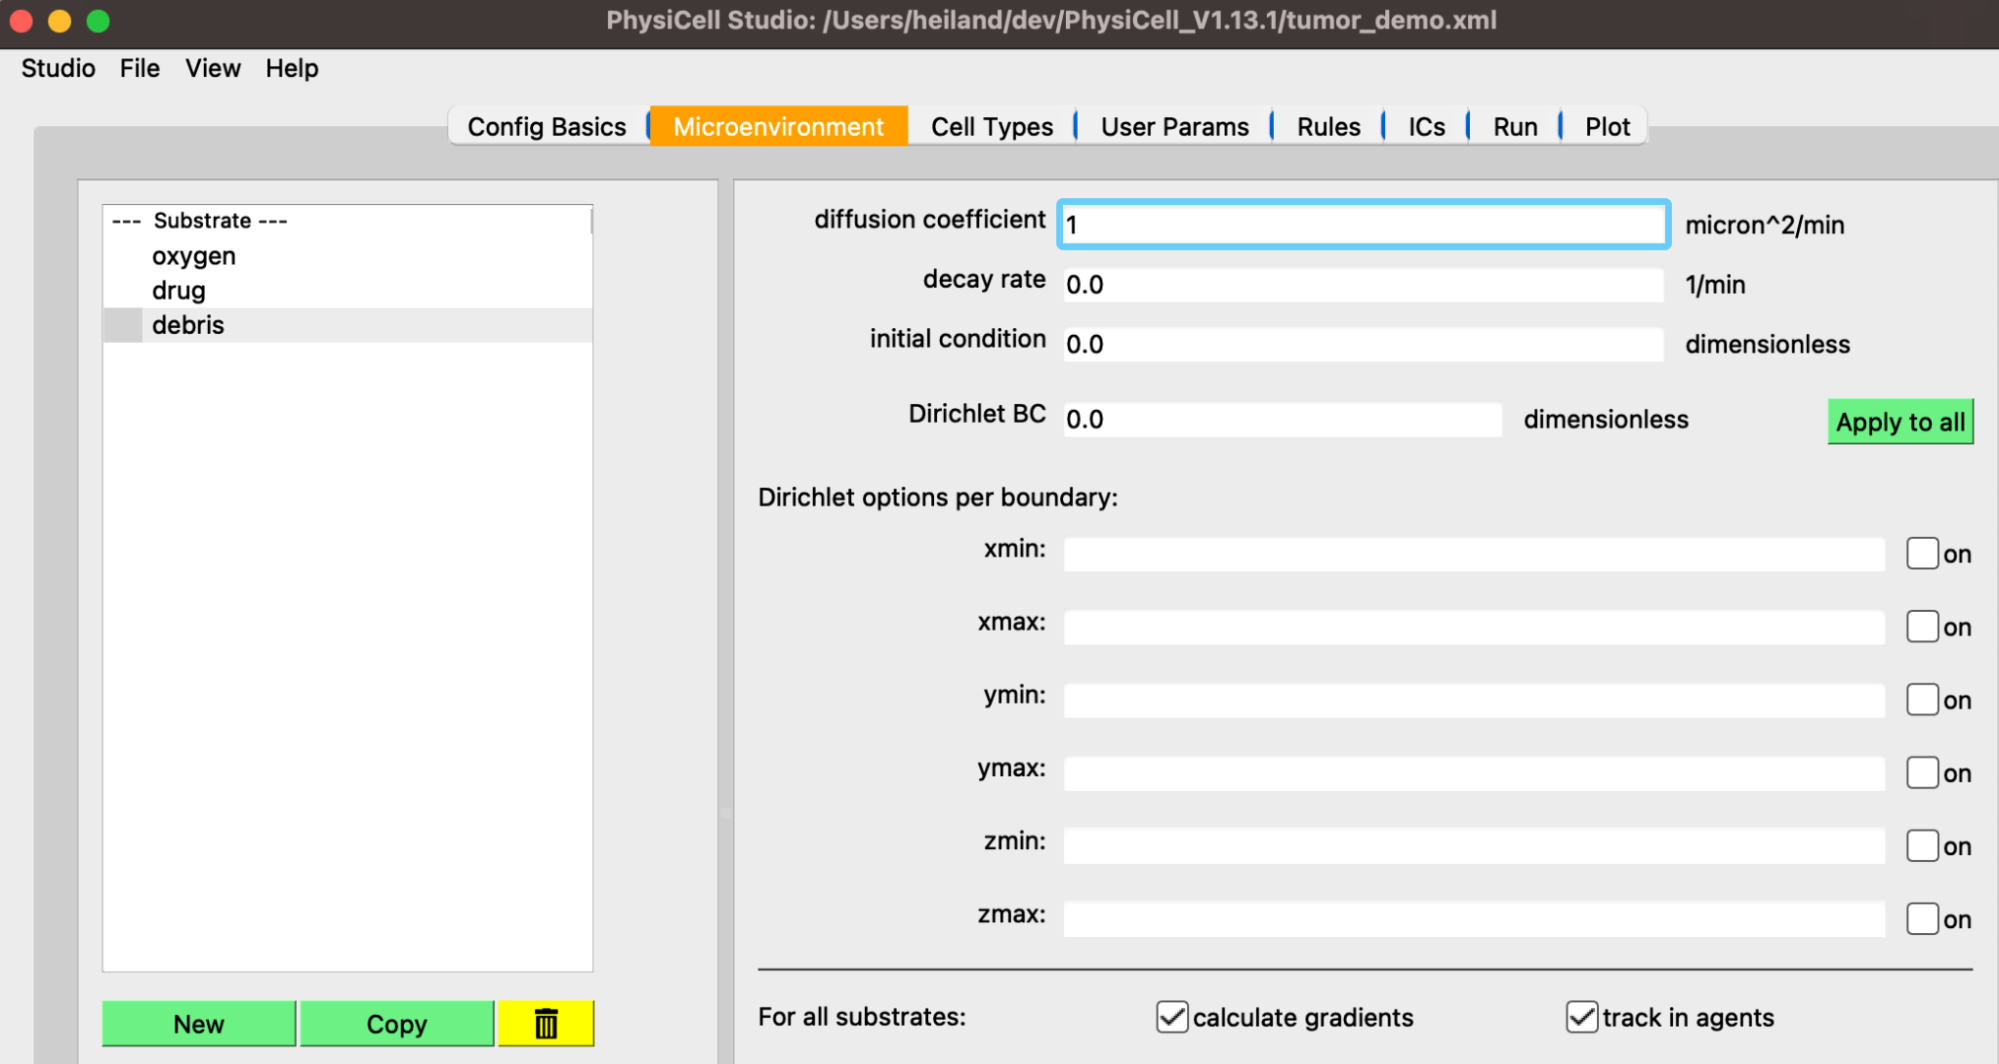 PhysiCell Studio: /Users/heiland/dev/PhysiCell_V1.13.1/tumor_demo.xml
Studio File View Help
Config Basics Microenvironment Cell Types User Params Rules ICs Run Plot
--- Substrate ---
oxygen
drug
debris
New Copy
diffusion coefficient 1 micron^2/min
decay rate 0.0 1/min
initial condition 0.0 dimensionless
Dirichlet BC 0.0 dimensionless Apply to all
Dirichlet options per boundary:
xmin: on
xmax: on
ymin: on
ymax: on
zmin: on
zmax: on
For all substrates: calculate gradients track in agents